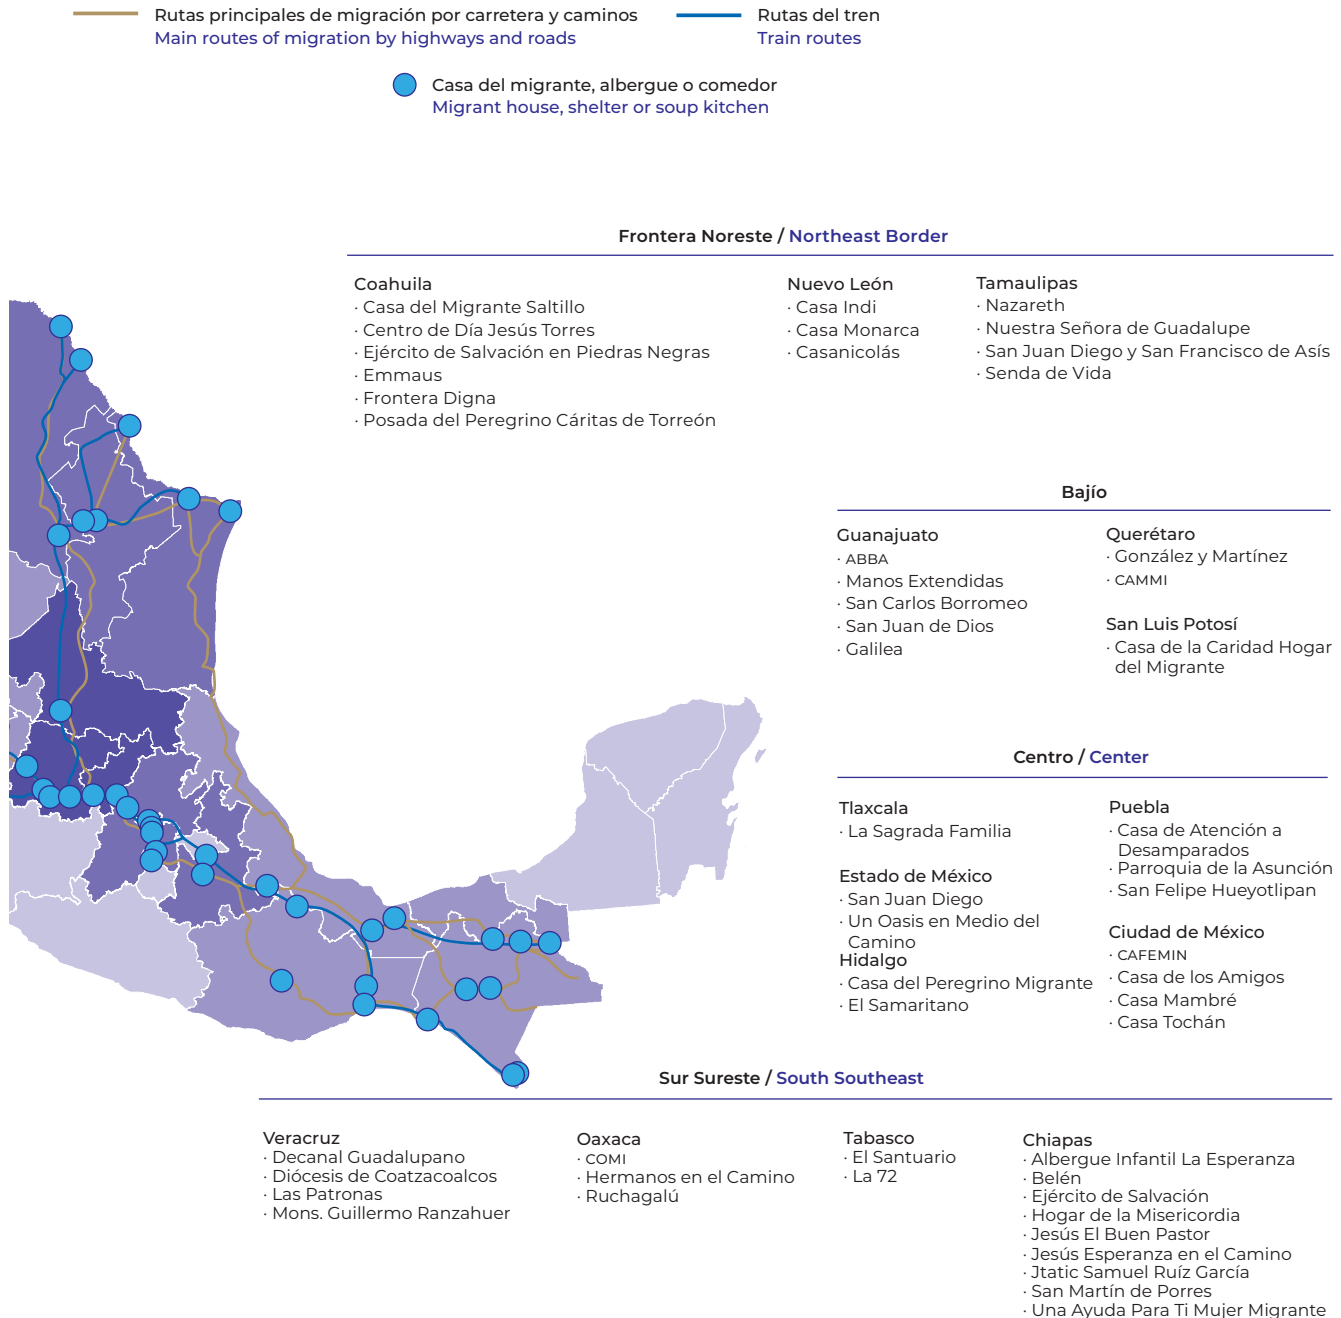 Rutas principales de migración por carretera y caminos
Main routes of migration by highways and roads
Rutas del tren
Train routes
Casa del migrante, albergue o comedor
Migrant house, shelter or soup kitchen
Frontera Noreste / Northeast Border
Coahuila
· Casa del Migrante Saltillo
· Centro de Día Jesús Torres
· Ejército de Salvación en Piedras Negras
· Emmaus
· Frontera Digna
· Posada del Peregrino Cáritas de Torreón
Nuevo León
· Casa Indi
· Casa Monarca
· Casanicolás
Tamaulipas
· Nazareth
· Nuestra Señora de Guadalupe
· San Juan Diego y San Francisco de Asís
· Senda de Vida
Bajío
Guanajuato
· ABBA
· Manos Extendidas
· San Carlos Borromeo
· San Juan de Dios
· Galilea
Querétaro
· González y Martínez
· CAMMI
San Luis Potosí
· Casa de la Caridad Hogar
del Migrante
Centro / Center
Tlaxcala
· La Sagrada Familia
Estado de México
· San Juan Diego
· Un Oasis en Medio del
Camino
Hidalgo
· Casa del Peregrino Migrante
· El Samaritano
Puebla
· Casa de Atención a
Desamparados
· Parroquia de la Asunción
· San Felipe Hueyotlipan
Ciudad de México
· CAFEMIN
· Casa de los Amigos
· Casa Mambré
· Casa Tochán
Sur Sureste / South Southeast
Veracruz
· Decanal Guadalupano
· Diócesis de Coatzacoalcos
· Las Patronas
· Mons. Guillermo Ranzahuer
Oaxaca
· COMI
· Hermanos en el Camino
· Ruchagalú
Tabasco
· El Santuario
· La 72
Chiapas
· Albergue Infantil La Esperanza
· Belén
· Ejército de Salvación
· Hogar de la Misericordia
· Jesús El Buen Pastor
· Jesús Esperanza en el Camino
· Jtatic Samuel Ruíz García
· San Martín de Porres
· Una Ayuda Para Ti Mujer Migrante